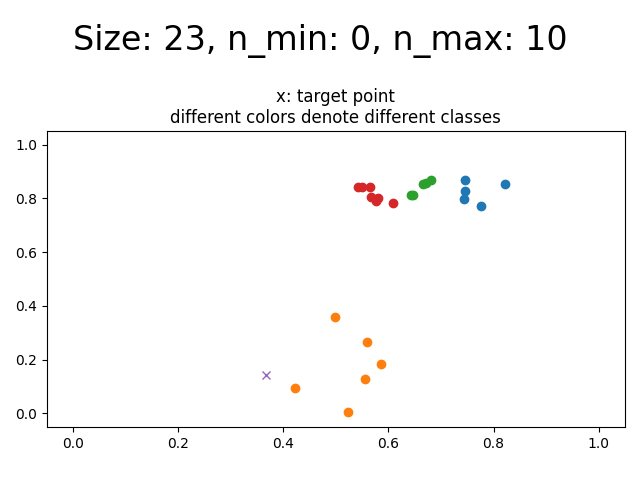 Size: 23, n_min: 0, n_max: 10
x: target point
different colors denote different classes
1.0
0.8
0.6
0.4
0.2
0.0
0.0 0.2 0.4 0.6 0.8 1.0